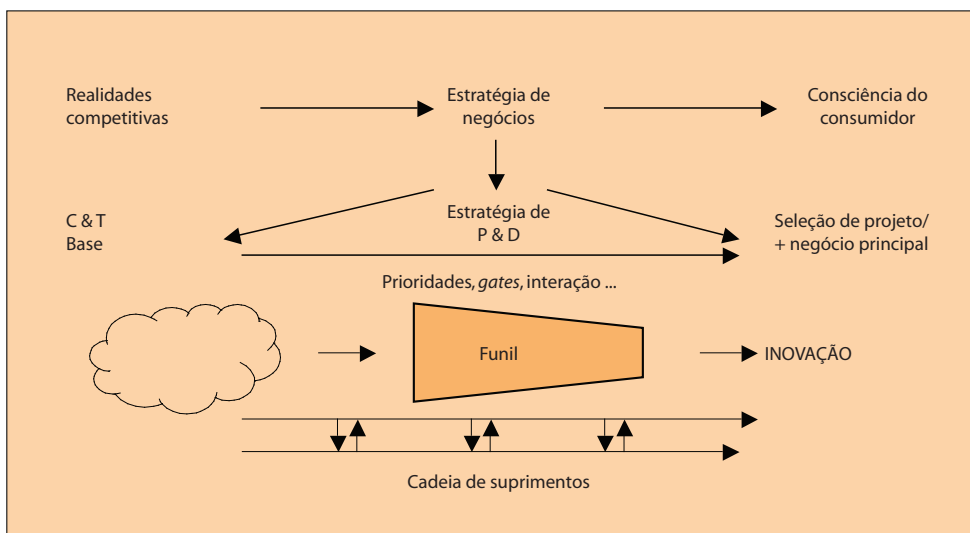 Realidades
competitivas
Estratégia de
negócios
Consciência do
consumidor
C & T
Base
Estratégia de
P & D
Seleção de projeto/
+ negócio principal
Prioridades, gates, interação ...
Funil
INOVAÇÃO
Cadeia de suprimentos